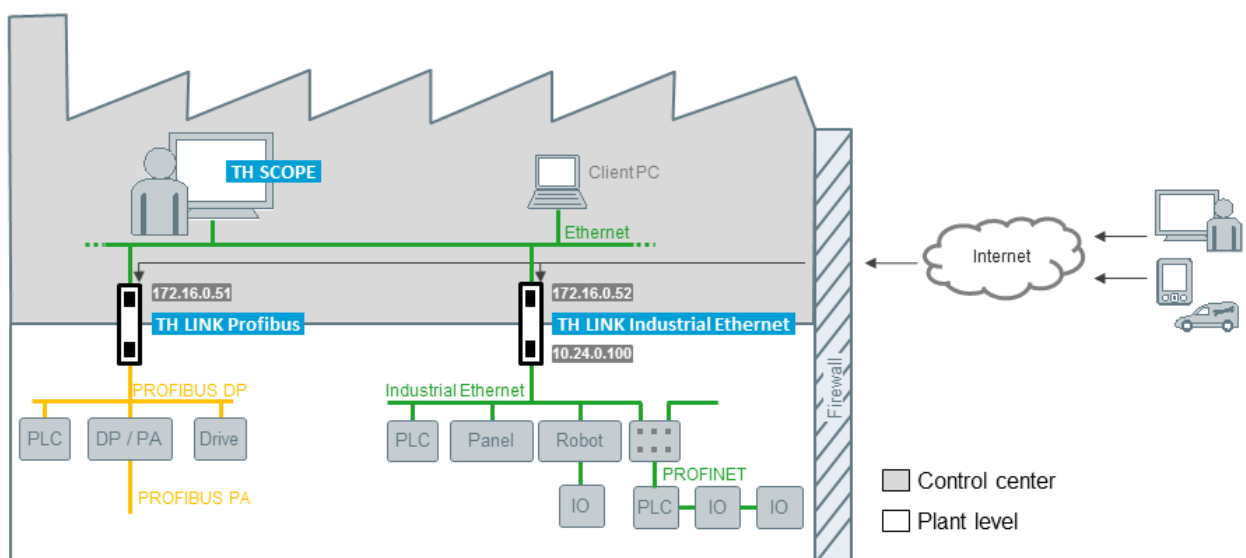 TH SCOPE
Client PC
Ethernet
Internet
172.16.0.51
172.16.0.52
TH LINK Profibus
TH LINK Industrial Ethernet
10.24.0.100
PROFIBUS DP
Industrial Ethernet
Firewall
PLC
DP / PA
Drive
PLC
Panel
Robot
PROFINET
PROFIBUS PA
IO
PLC
IO
IO
Control center
Plant level